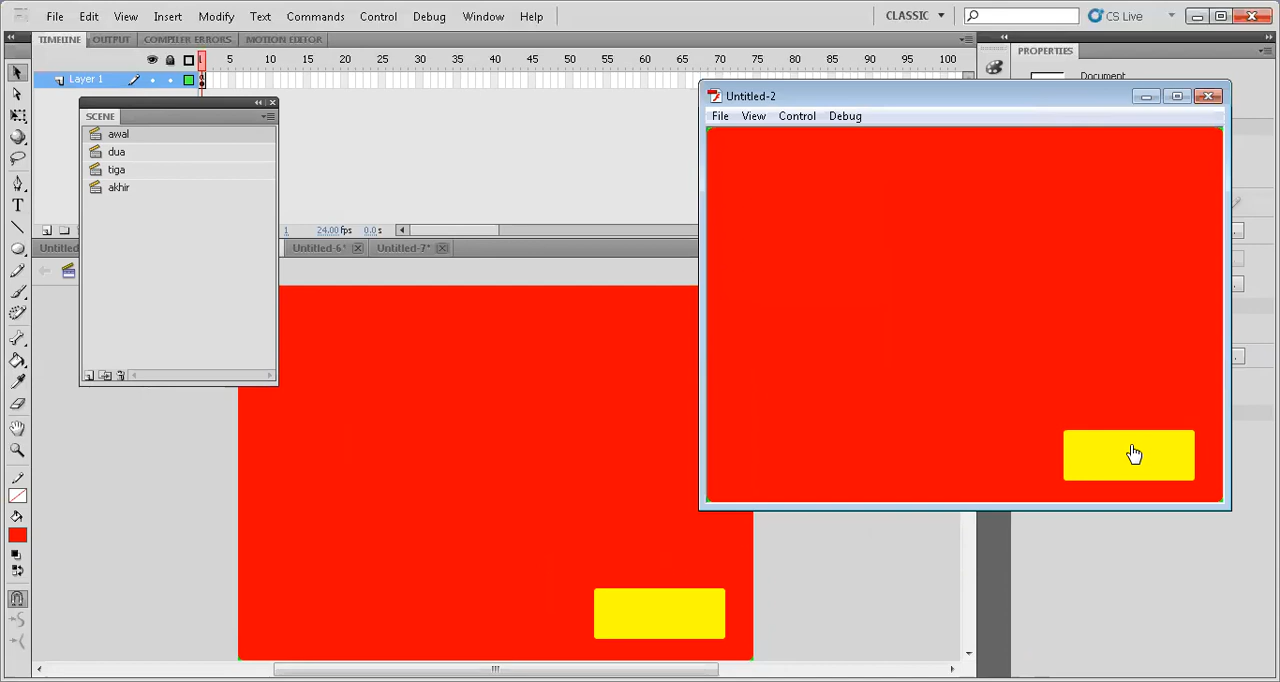 File Edit View Insert Modify Text Commands Control Debug Window Help CLASSIC CS Live
TIMELINE OUTPUT COMPILER ERRORS MOTION EDITOR PROPERTIES
5 10 15 20 25 30 35 40 45 50 55 60 65 70 75 80 85 90 95 100
Layer 1
Document
SCENE
awal
dua
tiga
akhir
Untitled-2
File View Control Debug
1 24.00 fps 0.0 s
Untitled Untitled-6* Untitled-7*